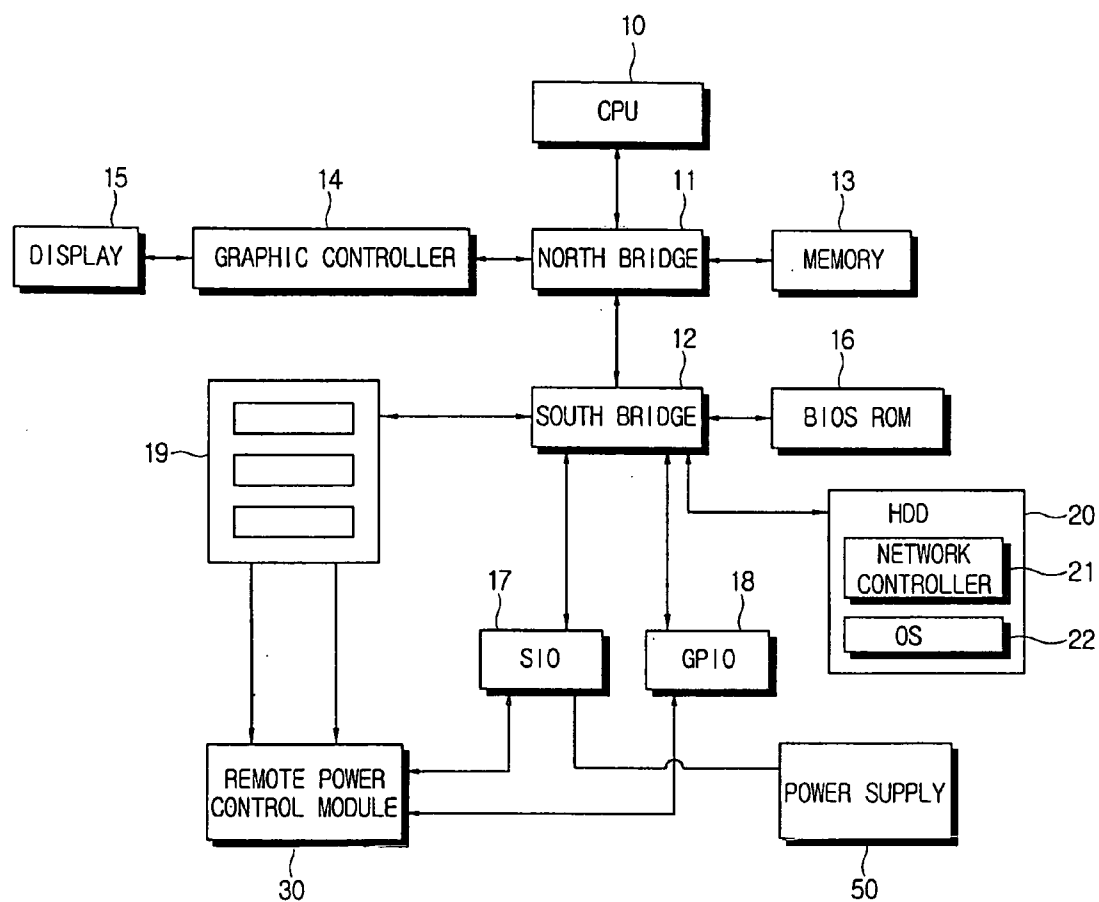 10
CPU
15
14
11
13
DISPLAY
GRAPHIC CONTROLLER
NORTH BRIDGE
MEMORY
12
16
SOUTH BRIDGE
BIOS ROM
19
HDD
20
NETWORK
CONTROLLER
21
OS
22
17
18
SIO
GPIO
REMOTE POWER
CONTROL MODULE
POWER SUPPLY
30
50